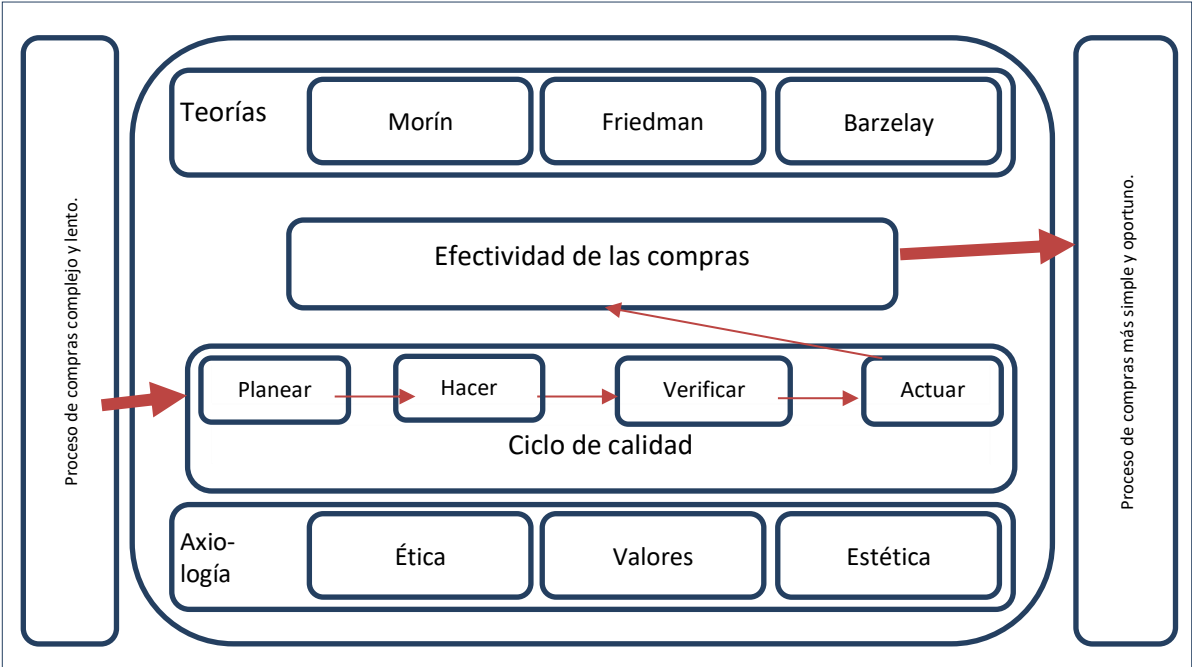 Proceso de compras complejo y lento.
Teorías
Morín
Friedman
Barzelay
Efectividad de las compras
Planear
Hacer
Verificar
Actuar
Ciclo de calidad
Axio-
logía
Ética
Valores
Estética
Proceso de compras más simple y oportuno.